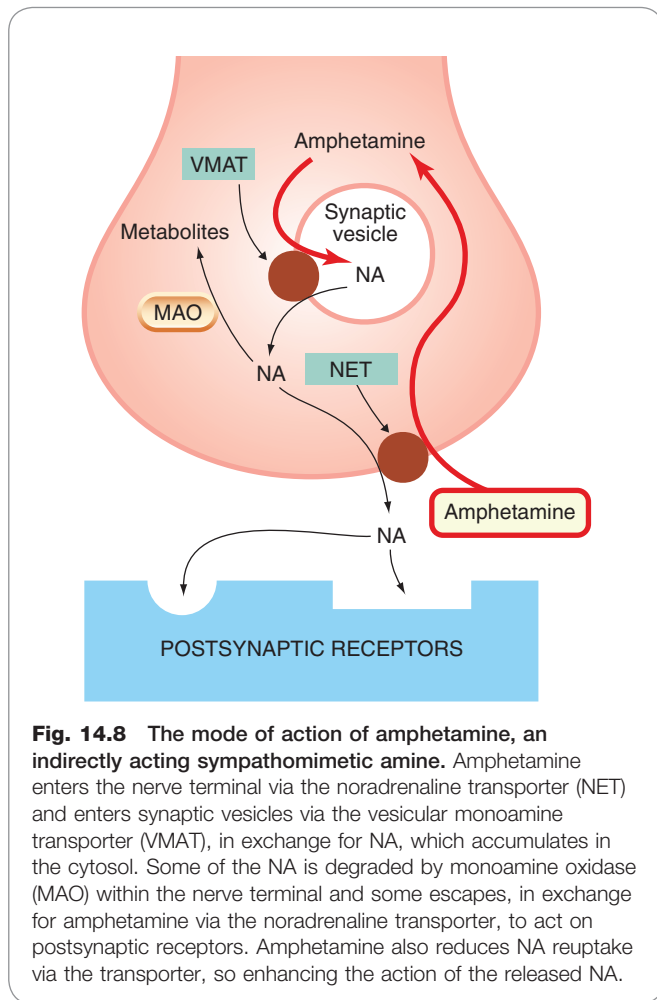 Amphetamine
VMAT
Synaptic
vesicle
Metabolites
NA
MAO
NA
NET
Amphetamine
NA
POSTSYNAPTIC RECEPTORS
Fig. 14.8 The mode of action of amphetamine, an
indirectly acting sympathomimetic amine. Amphetamine
enters the nerve terminal via the noradrenaline transporter (NET)
and enters synaptic vesicles via the vesicular monoamine
transporter (VMAT), in exchange for NA, which accumulates in
the cytosol. Some of the NA is degraded by monoamine oxidase
(MAO) within the nerve terminal and some escapes, in exchange
for amphetamine via the noradrenaline transporter, to act on
postsynaptic receptors. Amphetamine also reduces NA reuptake
via the transporter, so enhancing the action of the released NA.